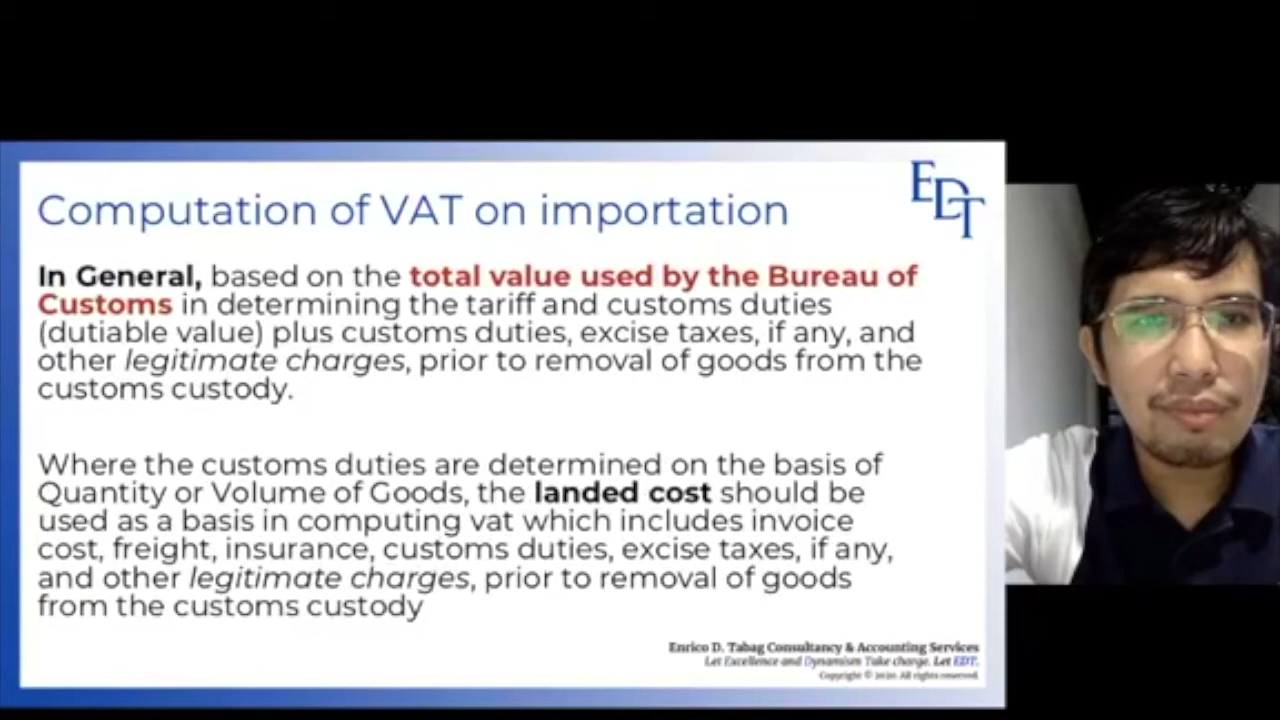 EDT
Computation of VAT on importation
In General, based on the total value used by the Bureau of
Customs in determining the tariff and customs duties
(dutiable value) plus customs duties, excise taxes, if any, and
other legitimate charges, prior to removal of goods from the
customs custody.
Where the customs duties are determined on the basis of
Quantity or Volume of Goods, the landed cost should be
used as a basis in computing vat which includes invoice
cost, freight, insurance, customs duties, excise taxes, if any,
and other legitimate charges, prior to removal of goods
from the customs custody
Enrico D. Tabag Consultancy & Accounting Services
Let Excellence and Dynamism Take charge. Let EDT.
Copyright © 2020. All rights reserved.